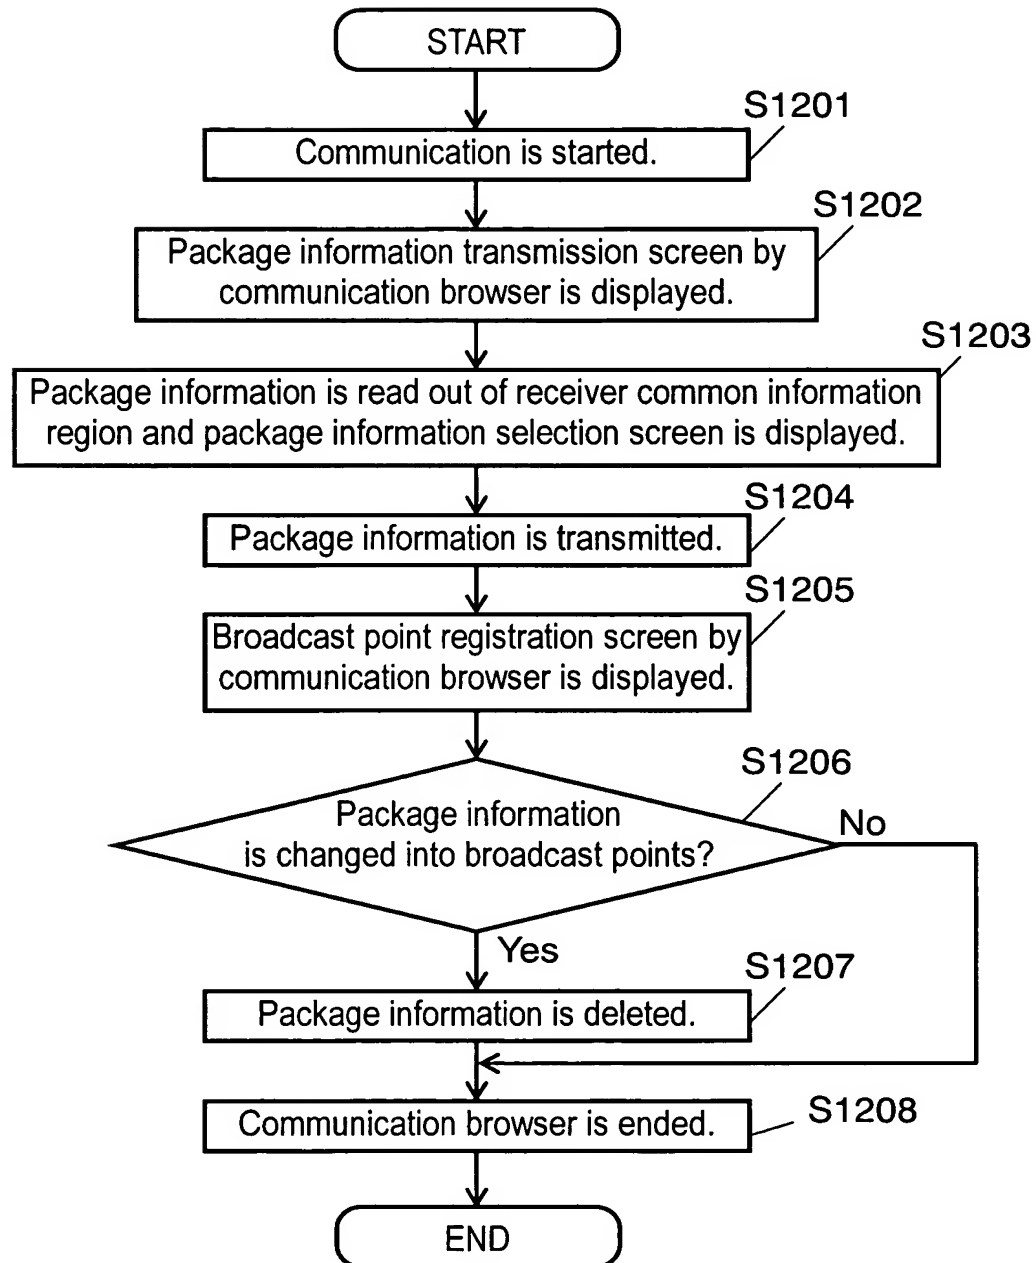 START
S1201
Communication is started.
S1202
Package information transmission screen by
communication browser is displayed.
S1203
Package information is read out of receiver common information
region and package information selection screen is displayed.
S1204
Package information is transmitted.
S1205
Broadcast point registration screen by
communication browser is displayed.
S1206
Package information
is changed into broadcast points?
No
Yes
S1207
Package information is deleted.
S1208
Communication browser is ended.
END